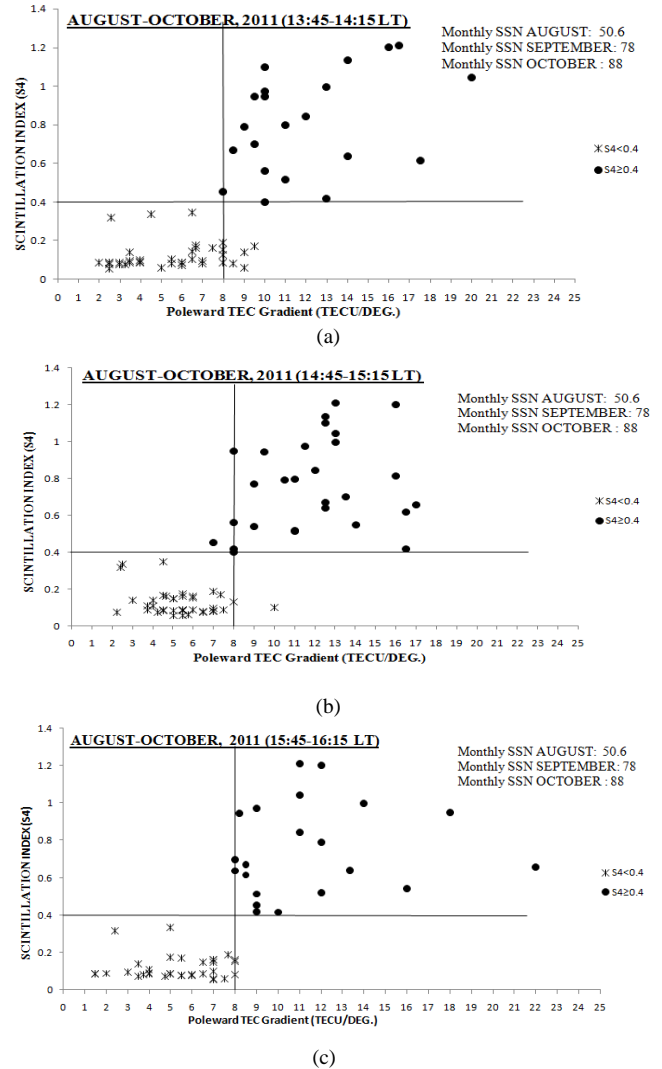 AUGUST-OCTOBER, 2011 (13:45-14:15 LT)
Monthly SSN AUGUST: 50.6
Monthly SSN SEPTEMBER: 78
Monthly SSN OCTOBER : 88
SCINTILLATION INDEX (S4)
1.4
1.2
1
0.8
0.6
0.4
0.2
0
S4<0.4
S4≥0.4
0 1 2 3 4 5 6 7 8 9 10 11 12 13 14 15 16 17 18 19 20 21 22 23 24 25
Poleward TEC Gradient (TECU/DEG.)
(a)
AUGUST-OCTOBER, 2011 (14:45-15:15 LT)
Monthly SSN AUGUST: 50.6
Monthly SSN SEPTEMBER: 78
Monthly SSN OCTOBER : 88
SCINTILLATION INDEX (S4)
1.4
1.2
1
0.8
0.6
0.4
0.2
0
S4<0.4
S4≥0.4
0 1 2 3 4 5 6 7 8 9 10 11 12 13 14 15 16 17 18 19 20 21 22 23 24 25
Poleward TEC Gradient (TECU/DEG.)
(b)
AUGUST-OCTOBER, 2011 (15:45-16:15 LT)
Monthly SSN AUGUST: 50.6
Monthly SSN SEPTEMBER: 78
Monthly SSN OCTOBER : 88
SCINTILLATION INDEX (S4)
1.4
1.2
1
0.8
0.6
0.4
0.2
0
S4<0.4
S4≥0.4
0 1 2 3 4 5 6 7 8 9 10 11 12 13 14 15 16 17 18 19 20 21 22 23 24 25
Poleward TEC Gradient (TECU/DEG.)
(c)